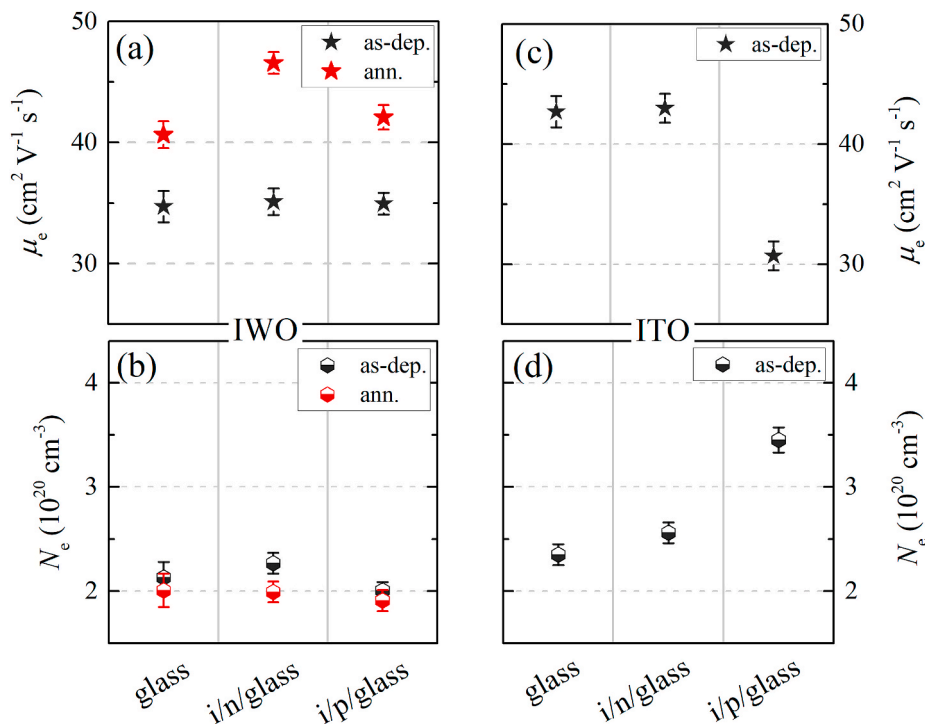 (a)
as-dep.
ann.
50
40
30
μe (cm2 V-1 s-1)
(c)
as-dep.
50
40
30
μe (cm2 V-1 s-1)
IWO
ITO
(b)
as-dep.
ann.
4
3
2
Ne (1020 cm-3)
(d)
as-dep.
4
3
2
Ne (1020 cm-3)
glass
i/n/glass
i/p/glass
glass
i/n/glass
i/p/glass